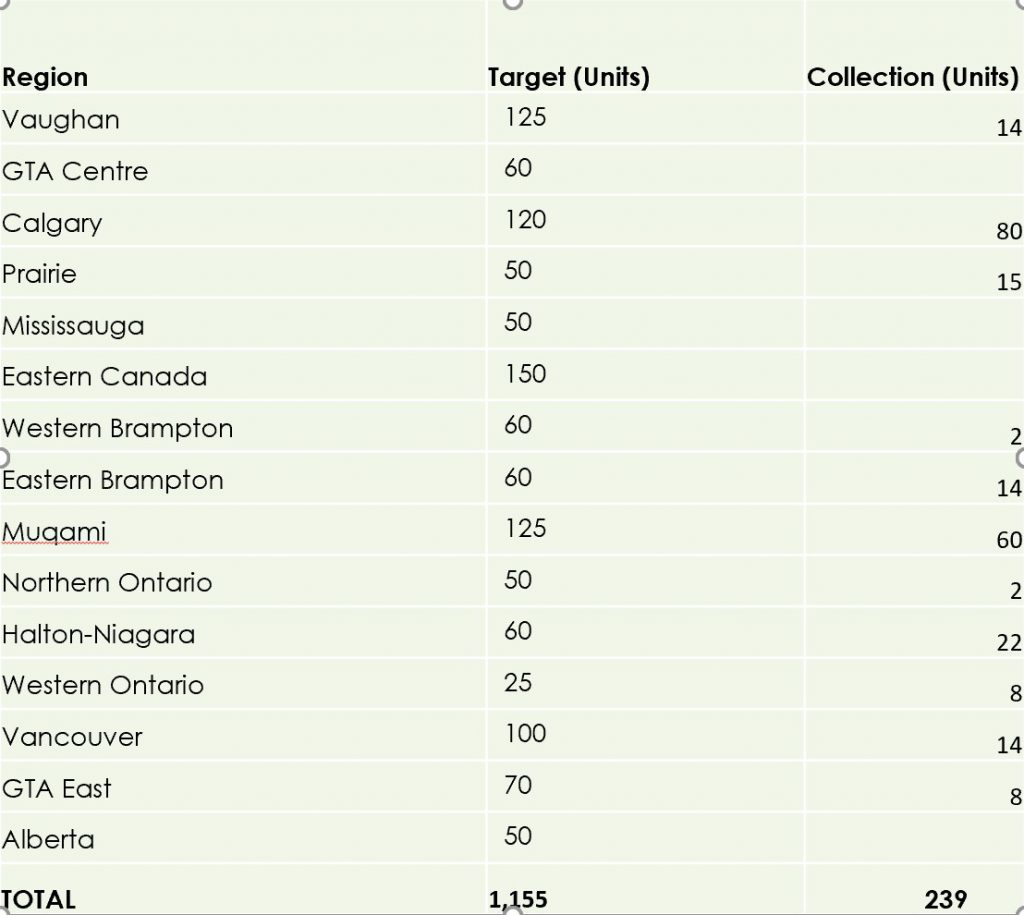 Region Target (Units) Collection (Units)
Vaughan 125 14
GTA Centre 60
Calgary 120 80
Prairie 50 15
Mississauga 50
Eastern Canada 150
Western Brampton 60 2
Eastern Brampton 60 14
Muqami 125 60
Northern Ontario 50 2
Halton-Niagara 60 22
Western Ontario 25 8
Vancouver 100 14
GTA East 70 8
Alberta 50
TOTAL 1,155 239